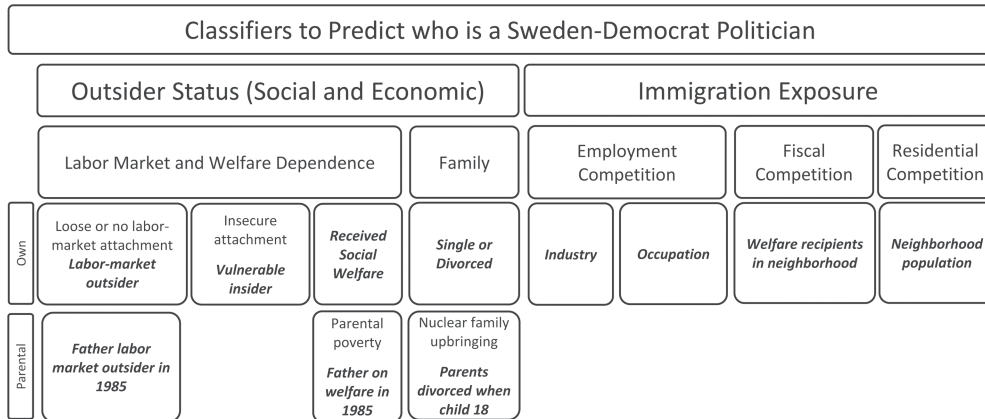 Classifiers to Predict who is a Sweden-Democrat Politician
Outsider Status (Social and Economic)
Immigration Exposure
Labor Market and Welfare Dependence
Family
Employment
Competition
Fiscal
Competition
Residential
Competition
Own
Loose or no labor-
market attachment
Labor-market
outsider
Insecure
attachment
Vulnerable
insider
Received
Social
Welfare
Single or
Divorced
Industry
Occupation
Welfare recipients
in neighborhood
Neighborhood
population
Parental
Father labor
market outsider in
1985
Parental
poverty
Father on
welfare in
1985
Nuclear family
upbringing
Parents
divorced when
child 18